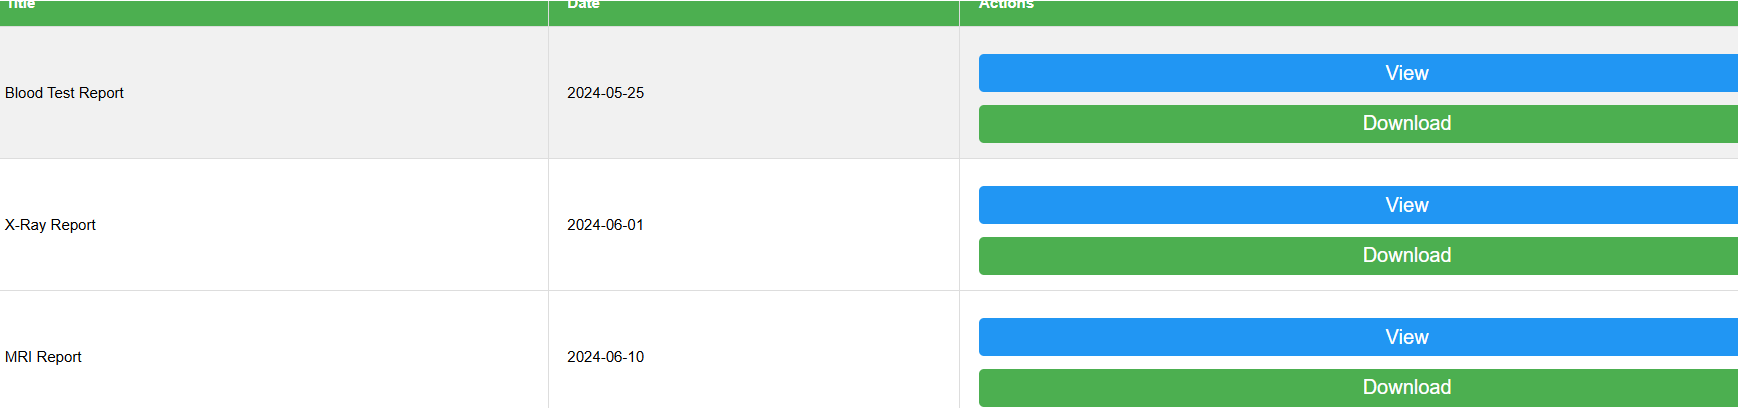 Title Date Actions
Blood Test Report 2024-05-25 View
Download
X-Ray Report 2024-06-01 View
Download
MRI Report 2024-06-10 View
Download